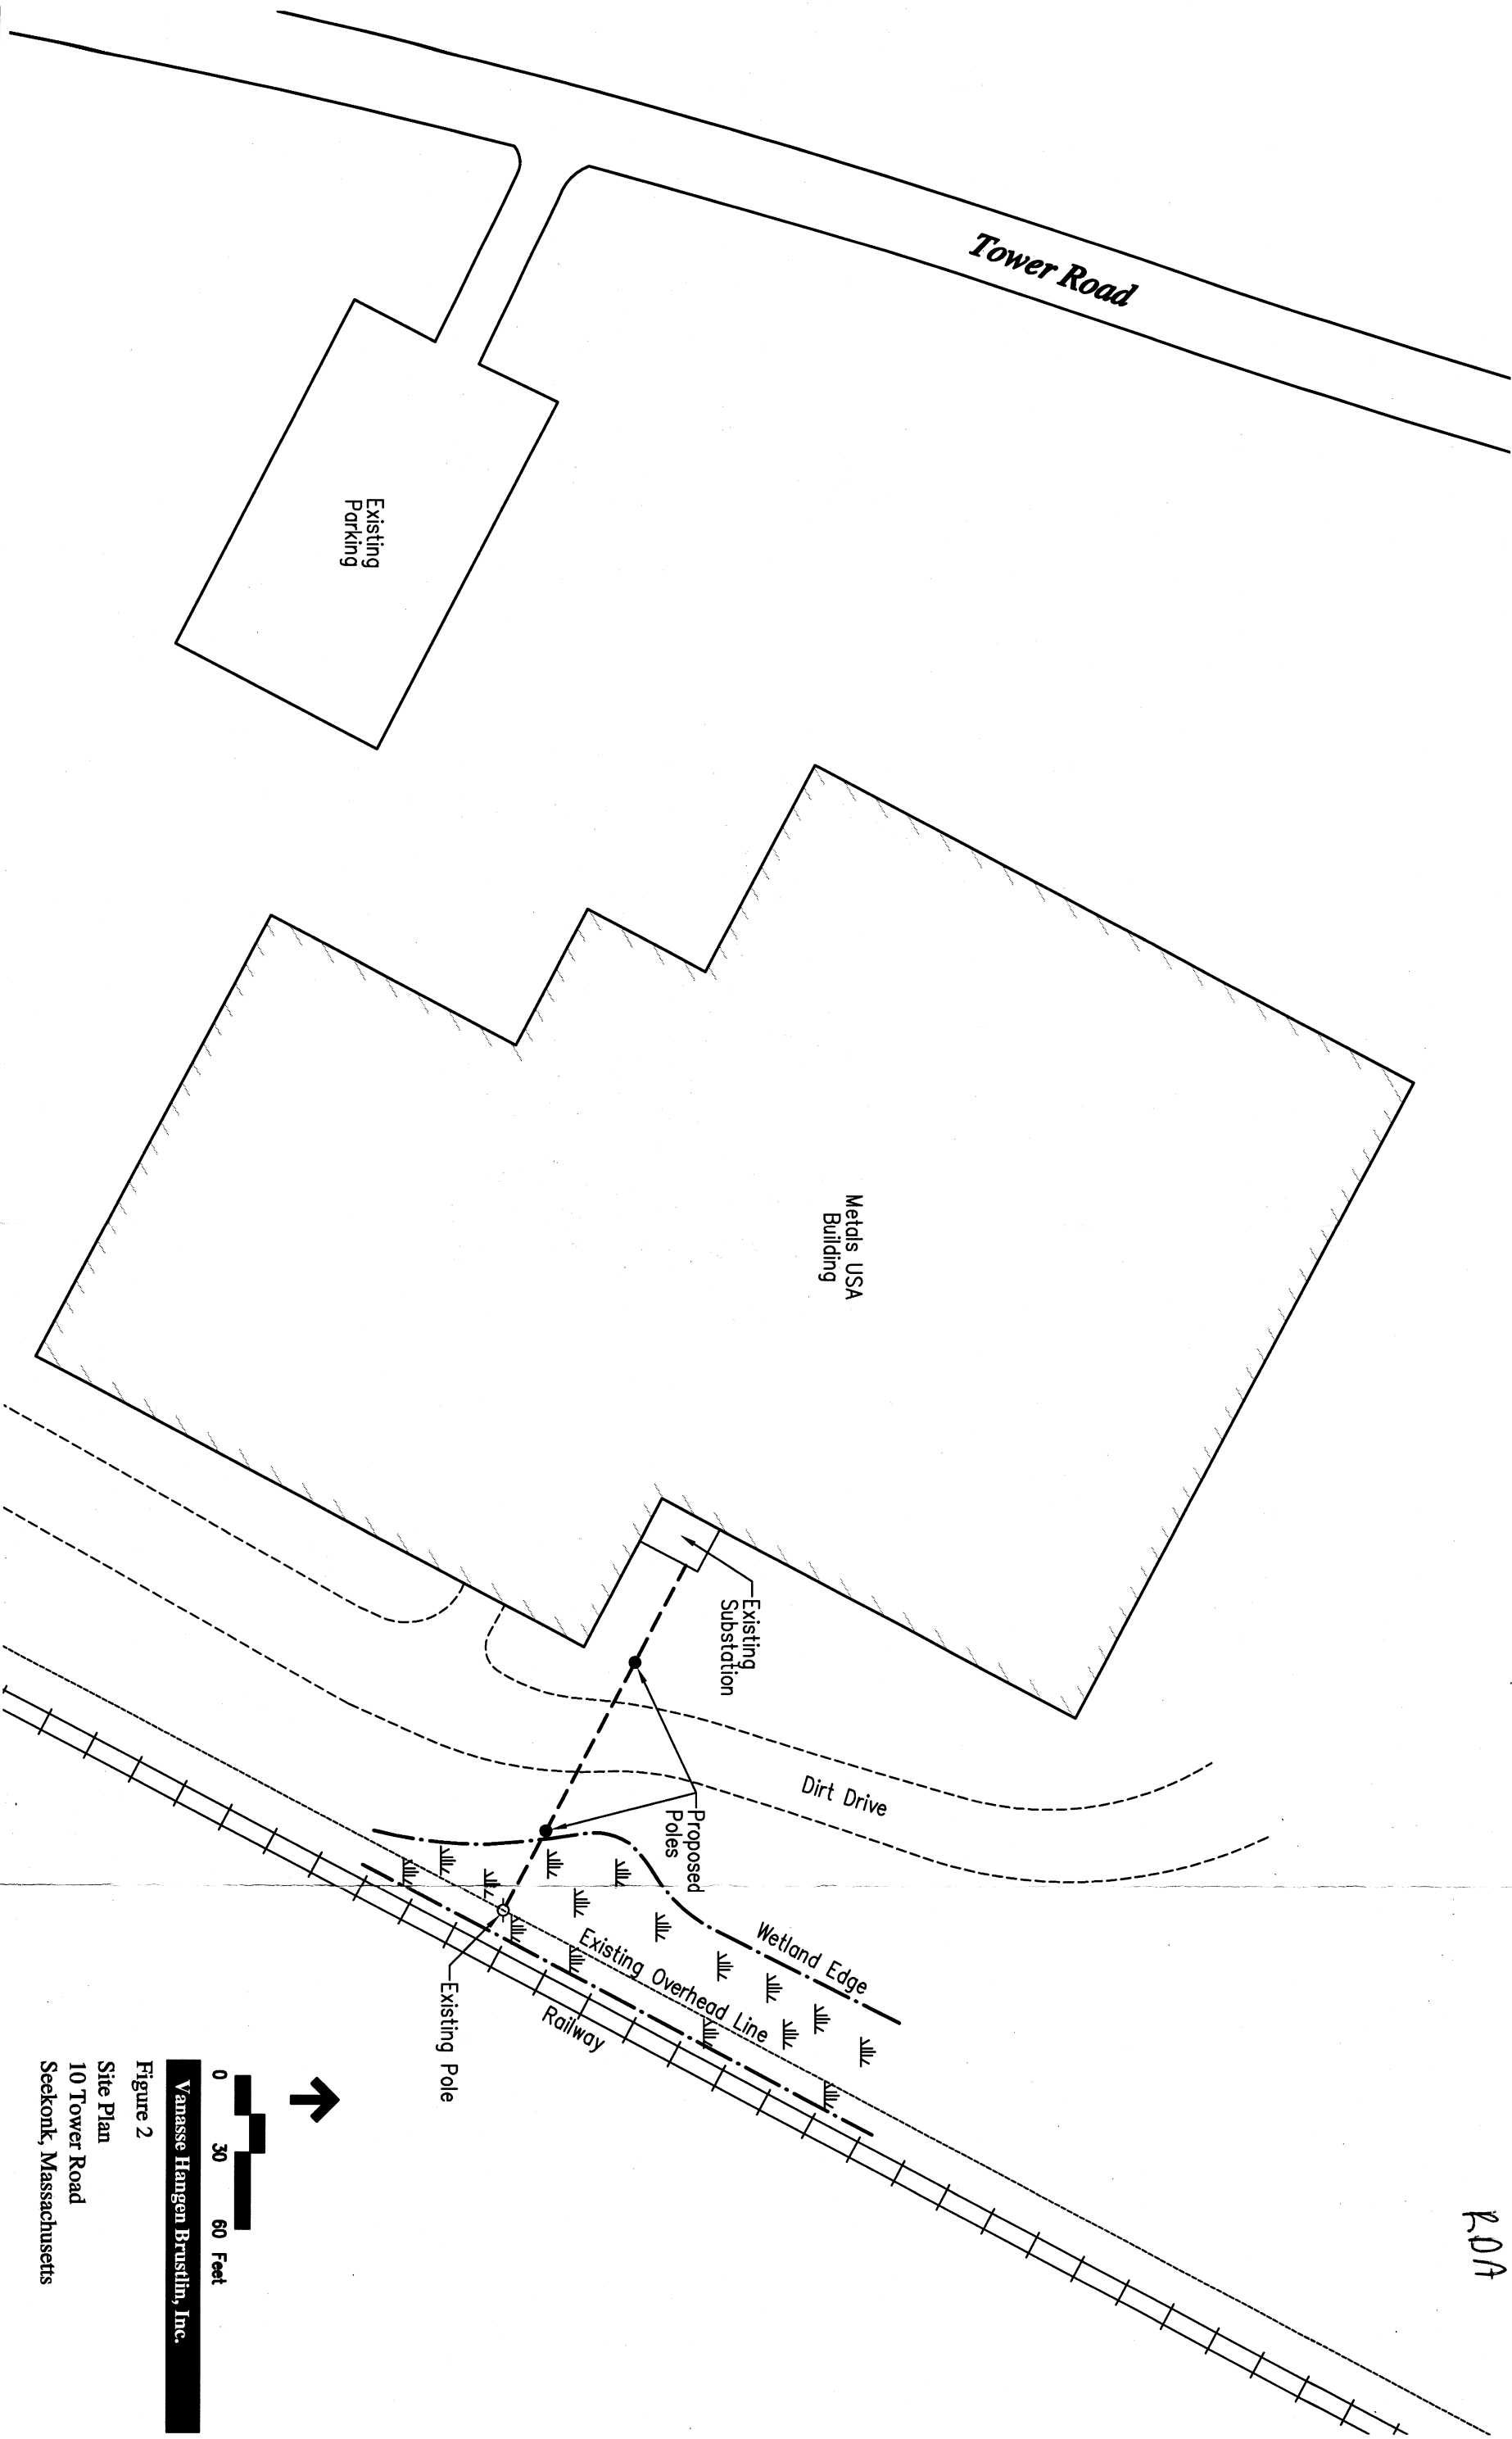 Tower Road
Existing
Parking
Metals USA
Building
Existing
Substation
Proposed
Poles
Dirt Drive
Wetland Edge
Existing Overhead Line
Railway
Existing Pole
0 30 60 Feet
Vanasse Hangen Brustlin, Inc.
Figure 2
Site Plan
10 Tower Road
Seekonk, Massachusetts
RDA